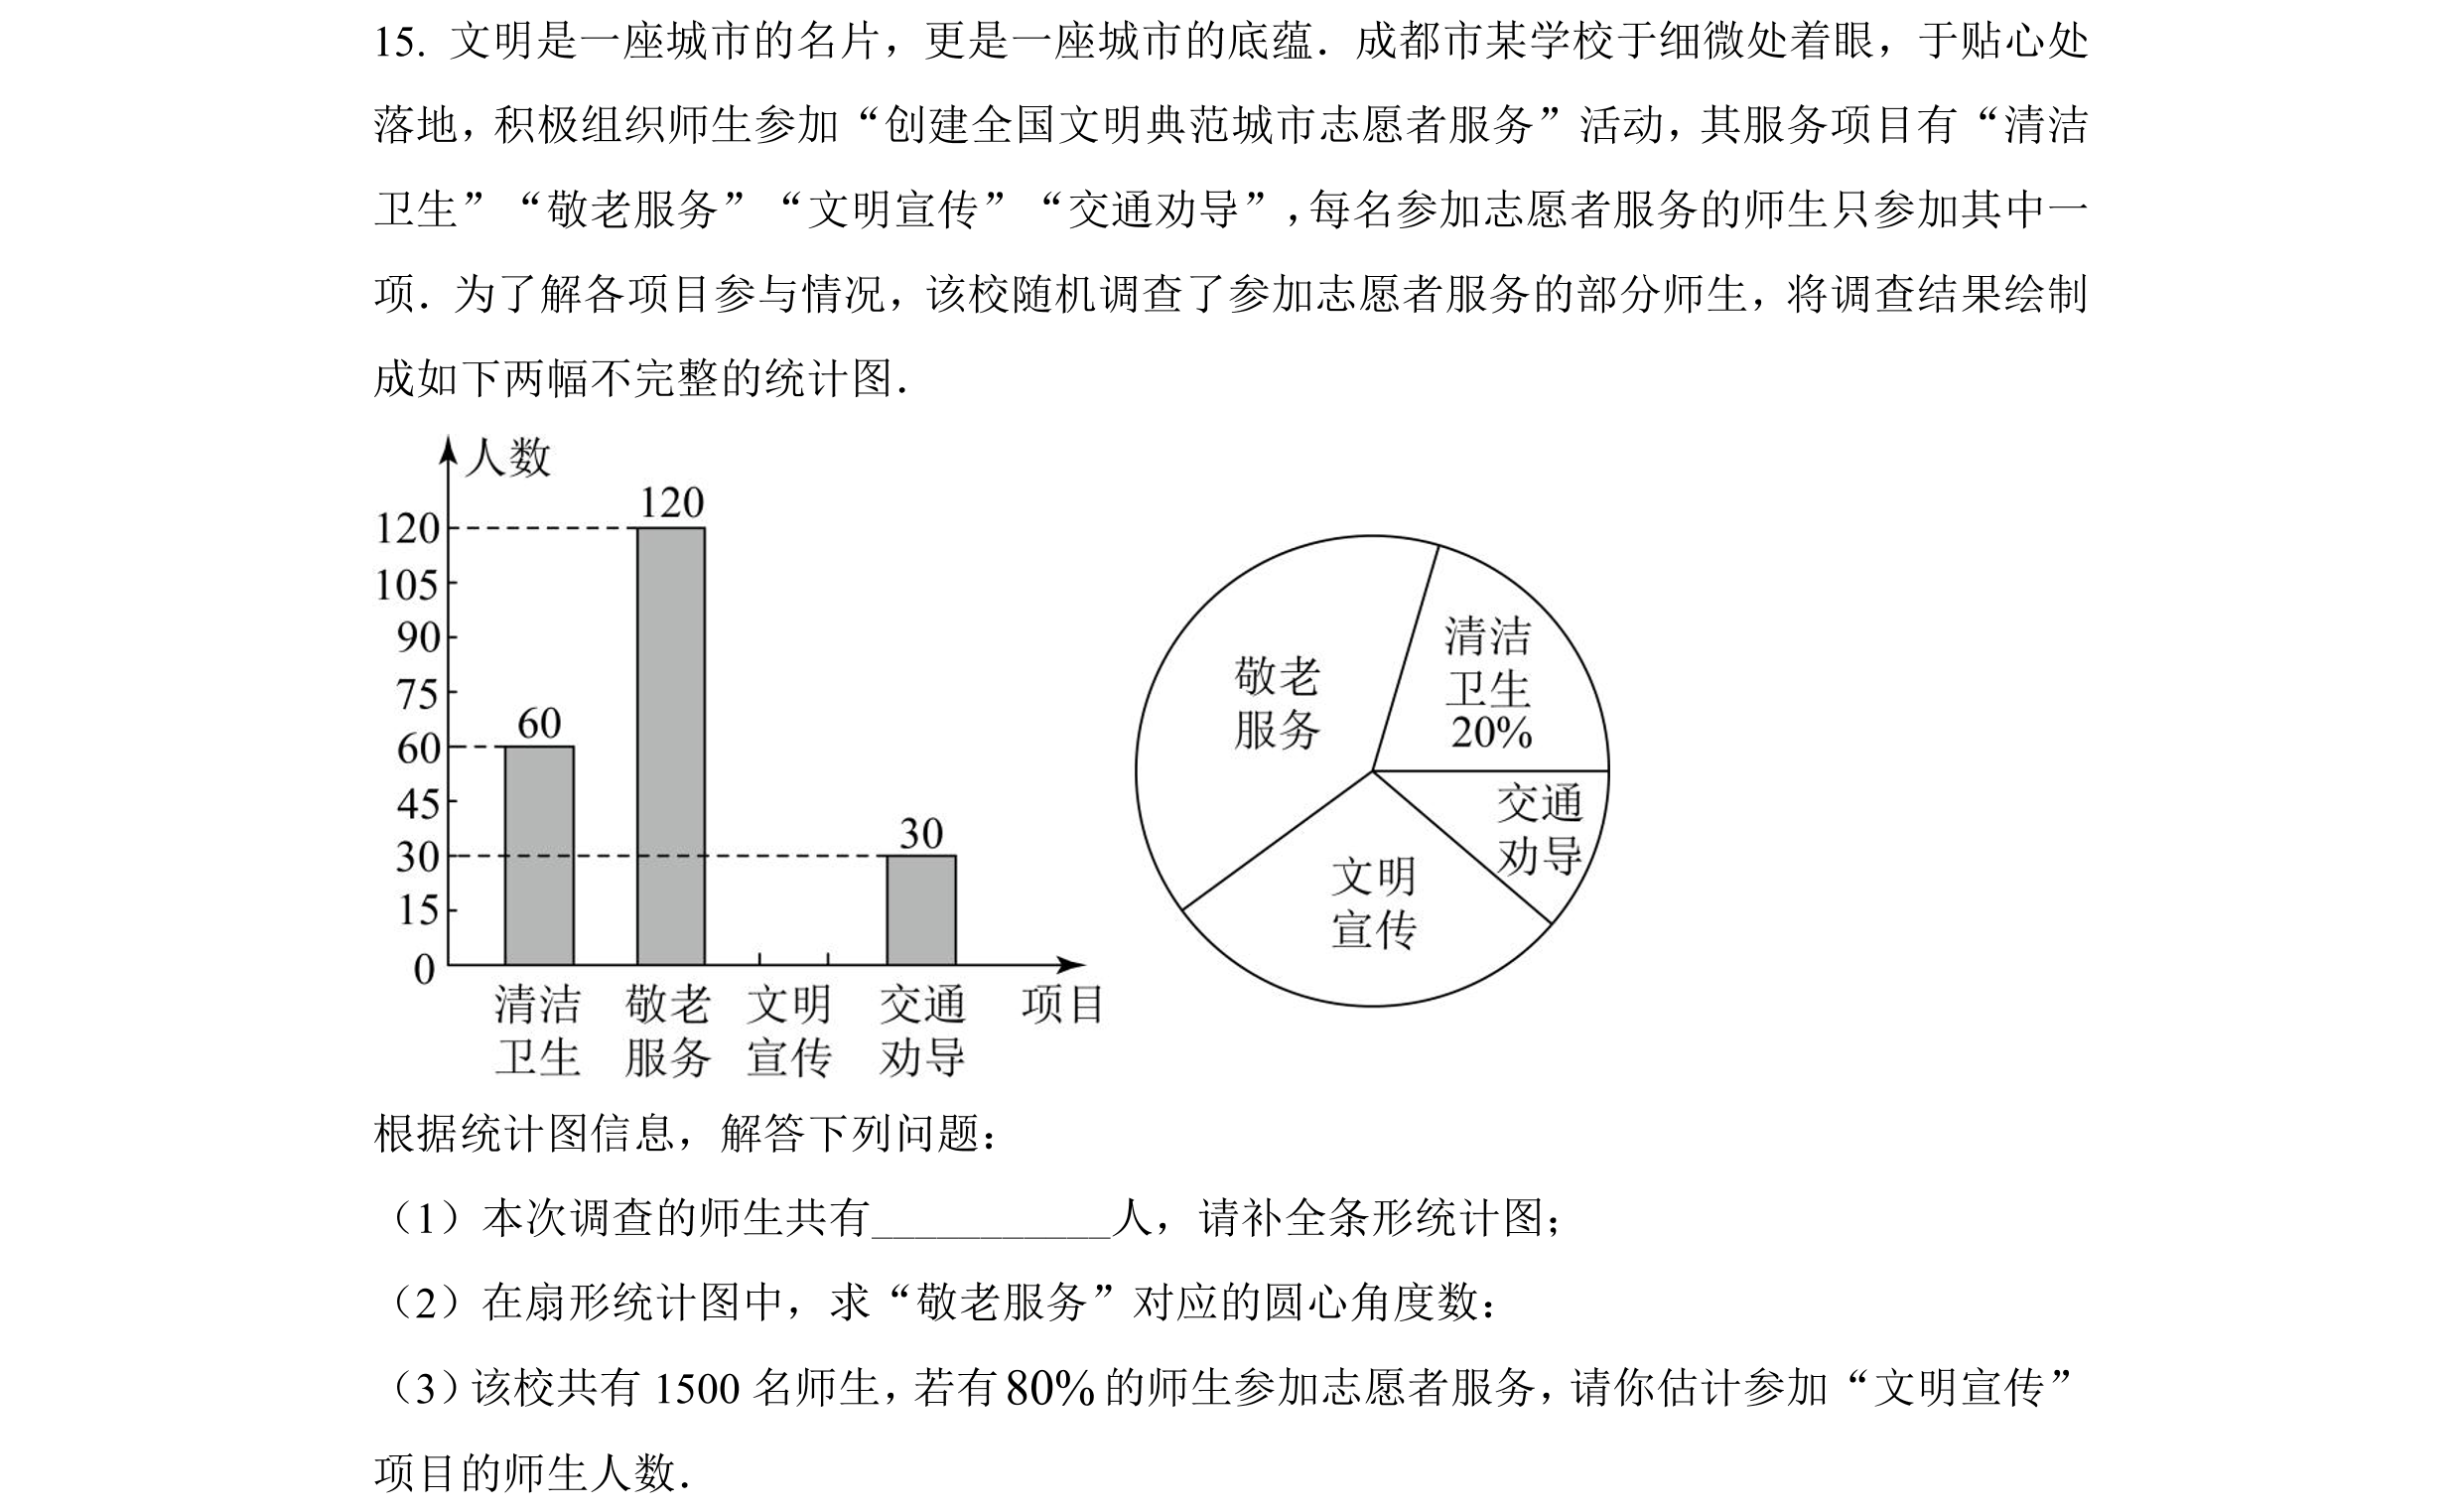 15. 文明是一座城市的名片，更是一座城市的底蕴．成都市某学校于细微处着眼，于贴心处
落地，积极组织师生参加“创建全国文明典范城市志愿者服务”活动，其服务项目有“清洁
卫生”“敬老服务”“文明宣传”“交通劝导”，每名参加志愿者服务的师生只参加其中一
项．为了解各项目参与情况，该校随机调查了参加志愿者服务的部分师生，将调查结果绘制
成如下两幅不完整的统计图．
人数
120
120
105
90
75
60
60
45
30
30
15
0
清洁
卫生
敬老
服务
文明
宣传
交通
劝导
项目
敬老
服务
清洁
卫生
20%
交通
劝导
文明
宣传
根据统计图信息，解答下列问题：
（1）本次调查的师生共有___________人，请补全条形统计图；
（2）在扇形统计图中，求“敬老服务”对应的圆心角度数：
（3）该校共有 1500 名师生，若有80%的师生参加志愿者服务，请你估计参加“文明宣传”
项目的师生人数．